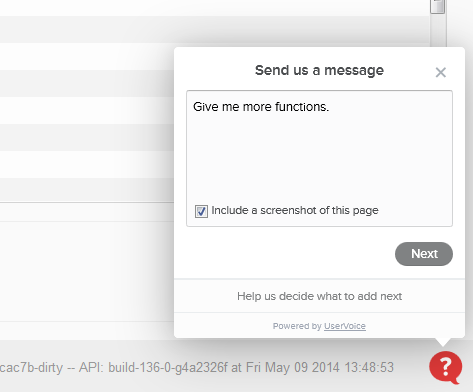 Send us a message
×
Give me more functions.
Include a screenshot of this page
Next
Help us decide what to add next
Powered by UserVoice
cac7b-dirty -- API: build-136-0-g4a2326f at Fri May 09 2014 13:48:53
?